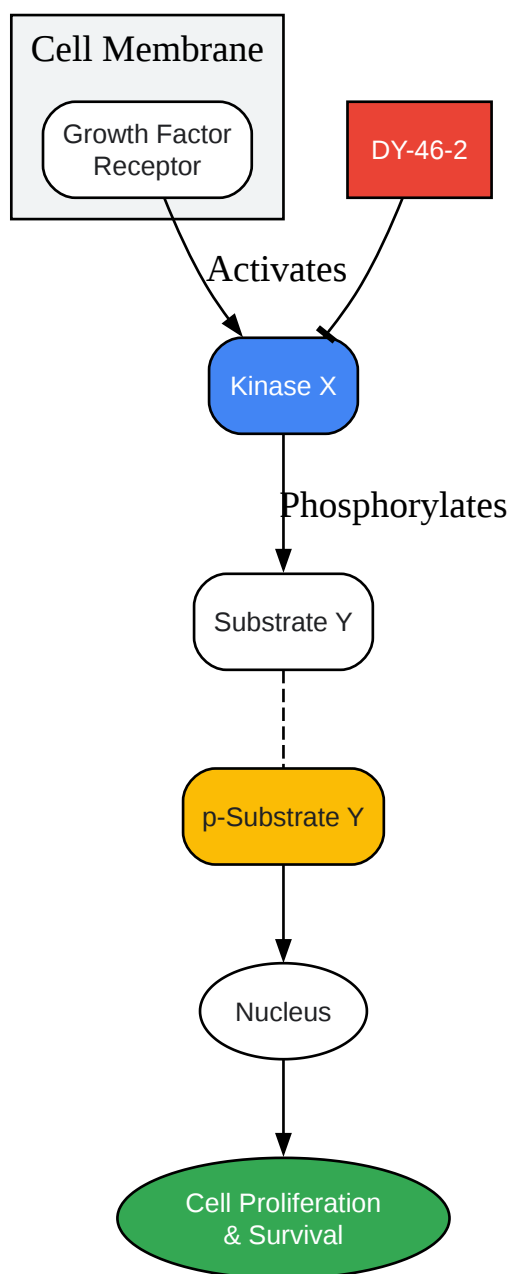 Cell Membrane
Growth Factor
Receptor
DY-46-2
Activates
Kinase X
Phosphorylates
Substrate Y
p-Substrate Y
Nucleus
Cell Proliferation
& Survival